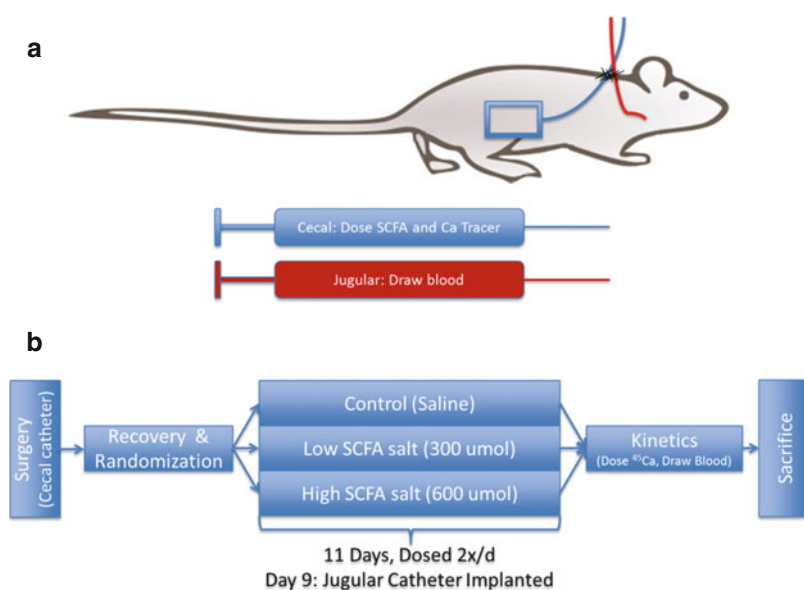 a
Cecal: Dose SCFA and Ca Tracer
Jugular: Draw blood
b
Surgery
(Cecal catheter)
Recovery &
Randomization
Control (Saline)
Low SCFA salt (300 umol)
High SCFA salt (600 umol)
Kinetics
(Dose ⁴⁵Ca, Draw Blood)
Sacrifice
11 Days, Dosed 2x/d
Day 9: Jugular Catheter Implanted